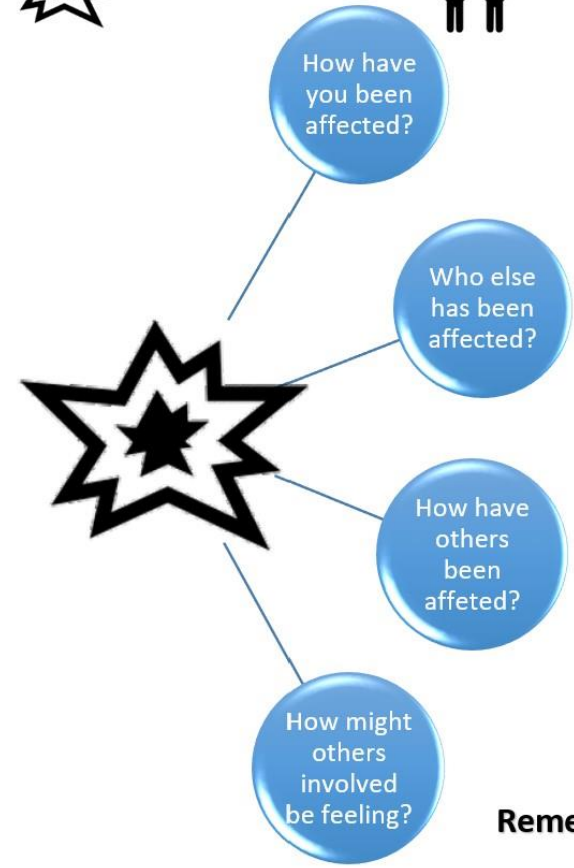 How have
you been
affected?
Who else
has been
affected?
How have
others
been
affeted?
How might
others
involved
be feeling?